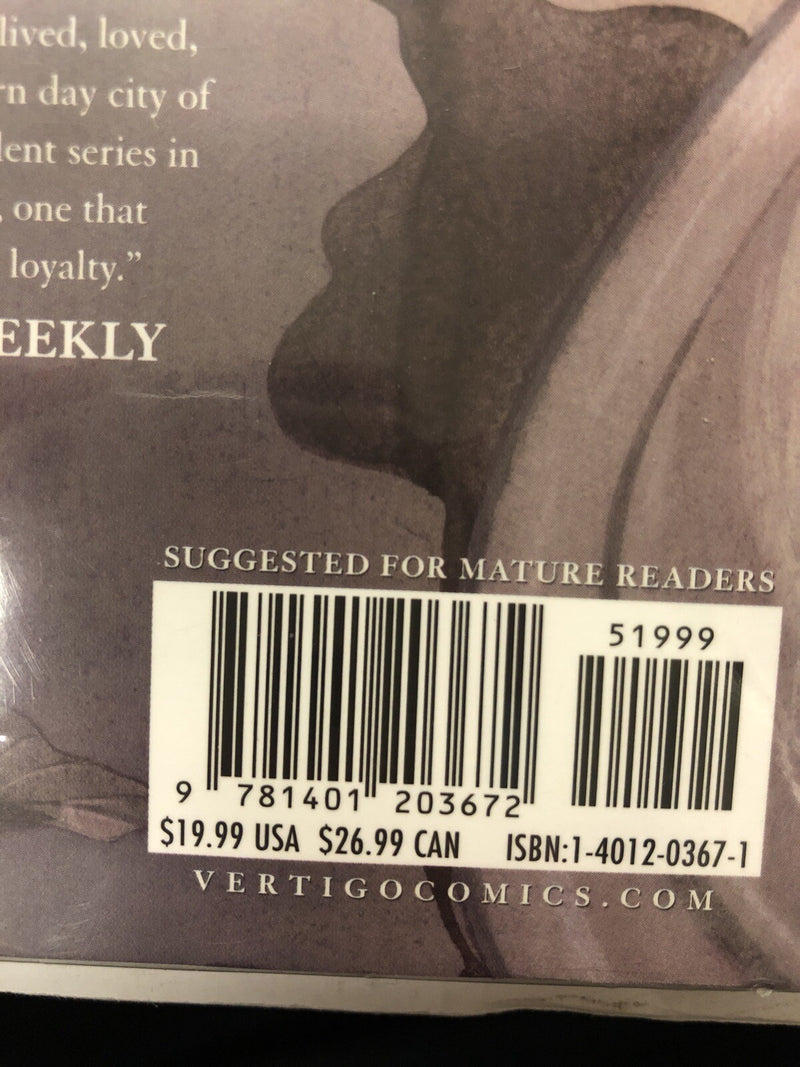 lived, loved,
rn day city of
lent series in
, one that
loyalty.”
EEKLY
SUGGESTED FOR MATURE READERS
51999
9 781401 203672
$19.99 USA $26.99 CAN ISBN:1-4012-0367-1
VERTIGOCOMICS.COM